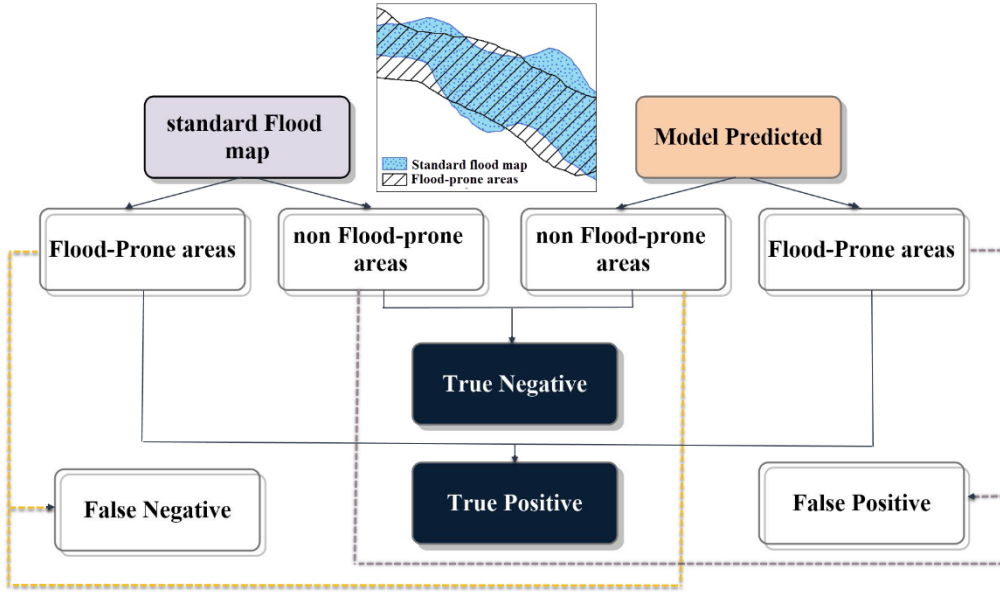 standard Flood
map
Standard flood map
Flood-prone areas
Model Predicted
Flood-Prone areas
non Flood-prone
areas
non Flood-prone
areas
Flood-Prone areas
True Negative
False Negative
True Positive
False Positive